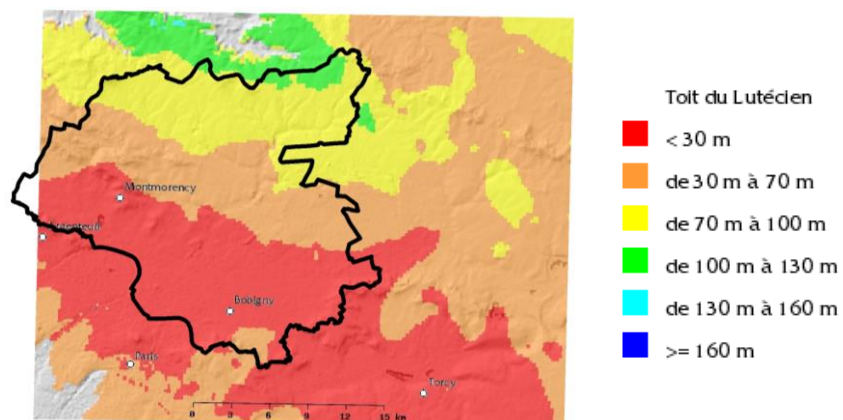 Montmorency
Argenteuil
Bobigny
Paris
Torcy
0 3 6 9 12 15 km
Toit du Lutécien
< 30 m
de 30 m à 70 m
de 70 m à 100 m
de 100 m à 130 m
de 130 m à 160 m
>= 160 m